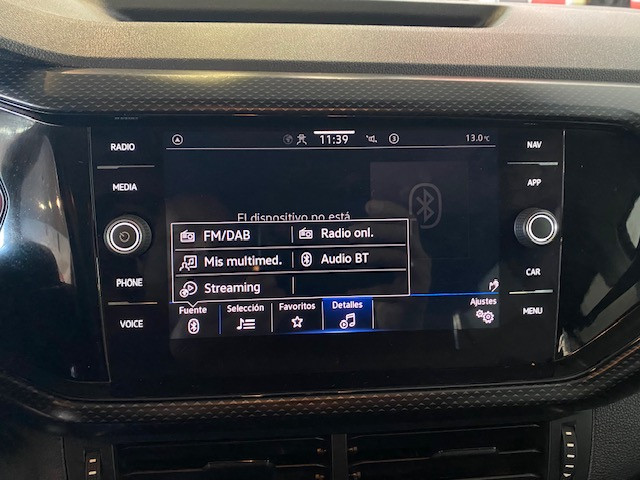 RADIO
MEDIA
PHONE
VOICE
11:39
3
13.0 °C
El dispositivo no está
FM/DAB
Radio onl.
Mis multimed.
Audio BT
Streaming
Fuente
Selección
Favoritos
Detalles
Ajustes
NAV
APP
CAR
MENU